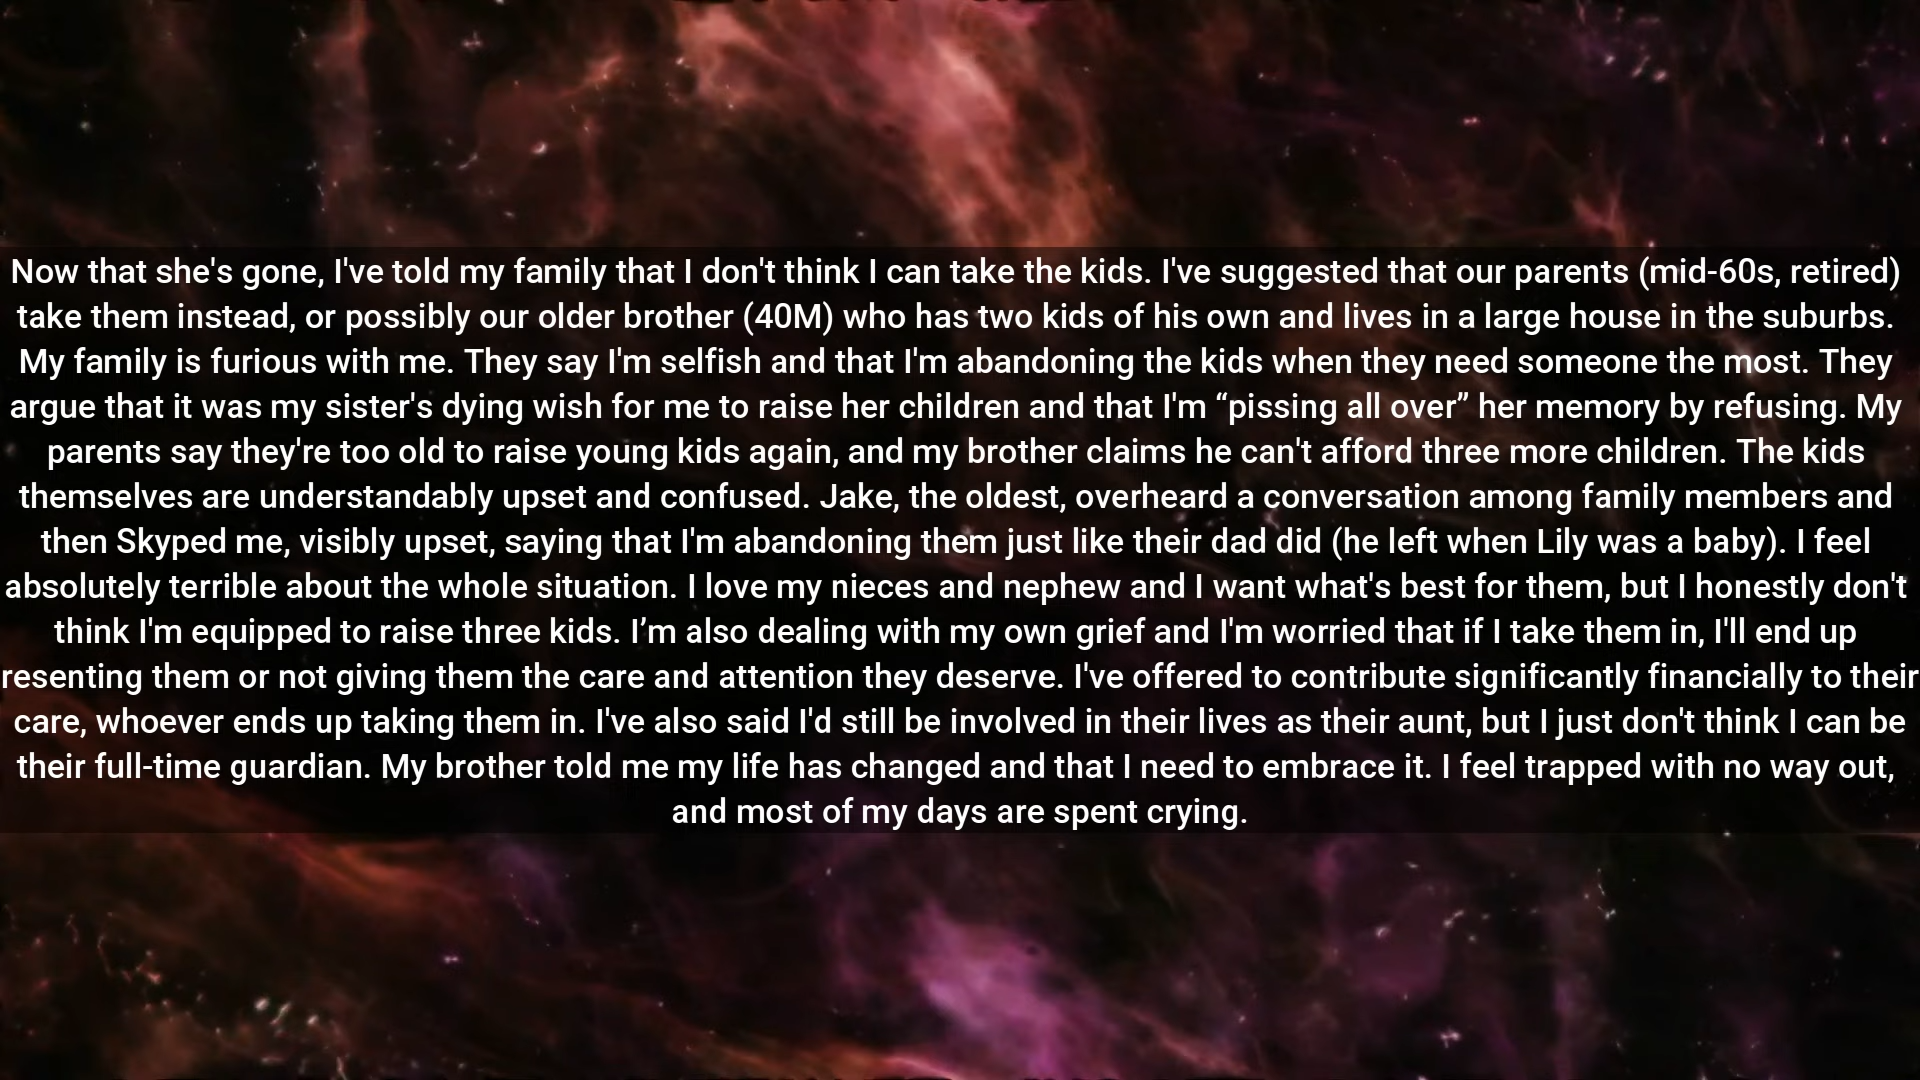 Now that she's gone, I've told my family that I don't think I can take the kids. I've suggested that our parents (mid-60s, retired)
take them instead, or possibly our older brother (40M) who has two kids of his own and lives in a large house in the suburbs.
My family is furious with me. They say I'm selfish and that I'm abandoning the kids when they need someone the most. They
argue that it was my sister's dying wish for me to raise her children and that I'm “pissing all over” her memory by refusing. My
parents say they're too old to raise young kids again, and my brother claims he can't afford three more children. The kids
themselves are understandably upset and confused. Jake, the oldest, overheard a conversation among family members and
then Skyped me, visibly upset, saying that I'm abandoning them just like their dad did (he left when Lily was a baby). I feel
absolutely terrible about the whole situation. I love my nieces and nephew and I want what's best for them, but I honestly don't
think I'm equipped to raise three kids. I’m also dealing with my own grief and I'm worried that if I take them in, I'll end up
resenting them or not giving them the care and attention they deserve. I've offered to contribute significantly financially to their
care, whoever ends up taking them in. I've also said I'd still be involved in their lives as their aunt, but I just don't think I can be
their full-time guardian. My brother told me my life has changed and that I need to embrace it. I feel trapped with no way out,
and most of my days are spent crying.